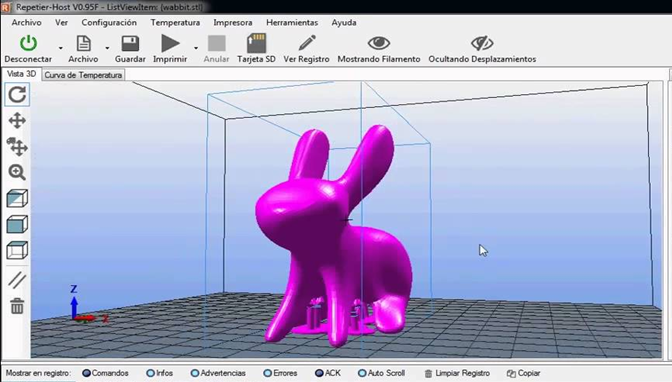 Repetier-Host V0.95F - ListViewItem: {wabbit.stl}
Archivo Ver Configuración Temperatura Impresora Herramientas Ayuda
Desconectar Archivo Guardar Imprimir Anular Tarjeta SD Ver Registro Mostrando Filamento Ocultando Desplazamientos
Vista 3D Curva de Temperatura
Z
Mostrar en registro: Comandos Infos Advertencias Errores ACK Auto Scroll Limpiar Registro Copiar